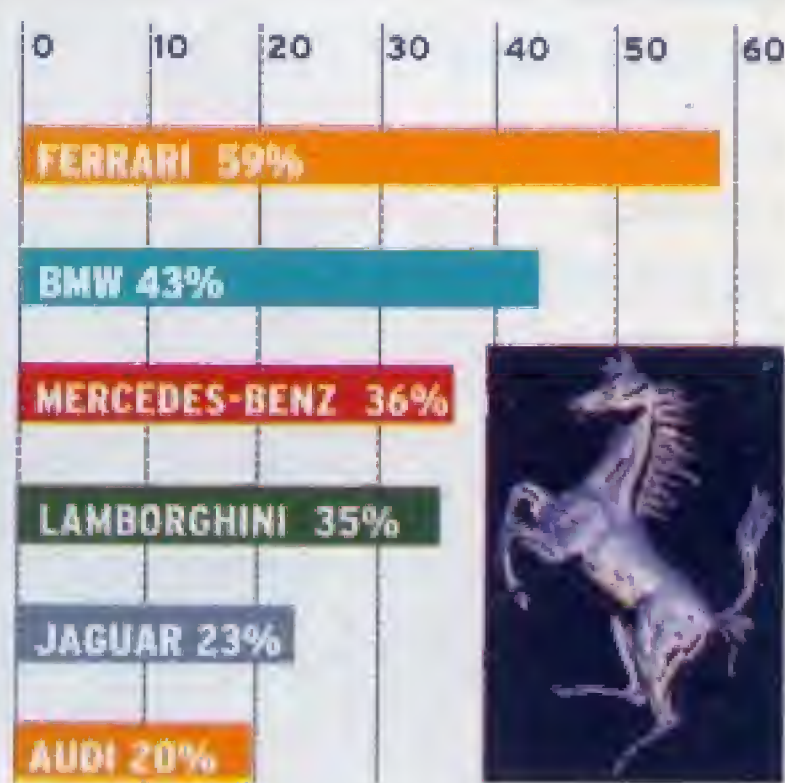 0 10 20 30 40 50 60
FERRARI 59%
BMW 43%
MERCEDES-BENZ 36%
LAMBORGHINI 35%
JAGUAR 23%
AUDI 20%